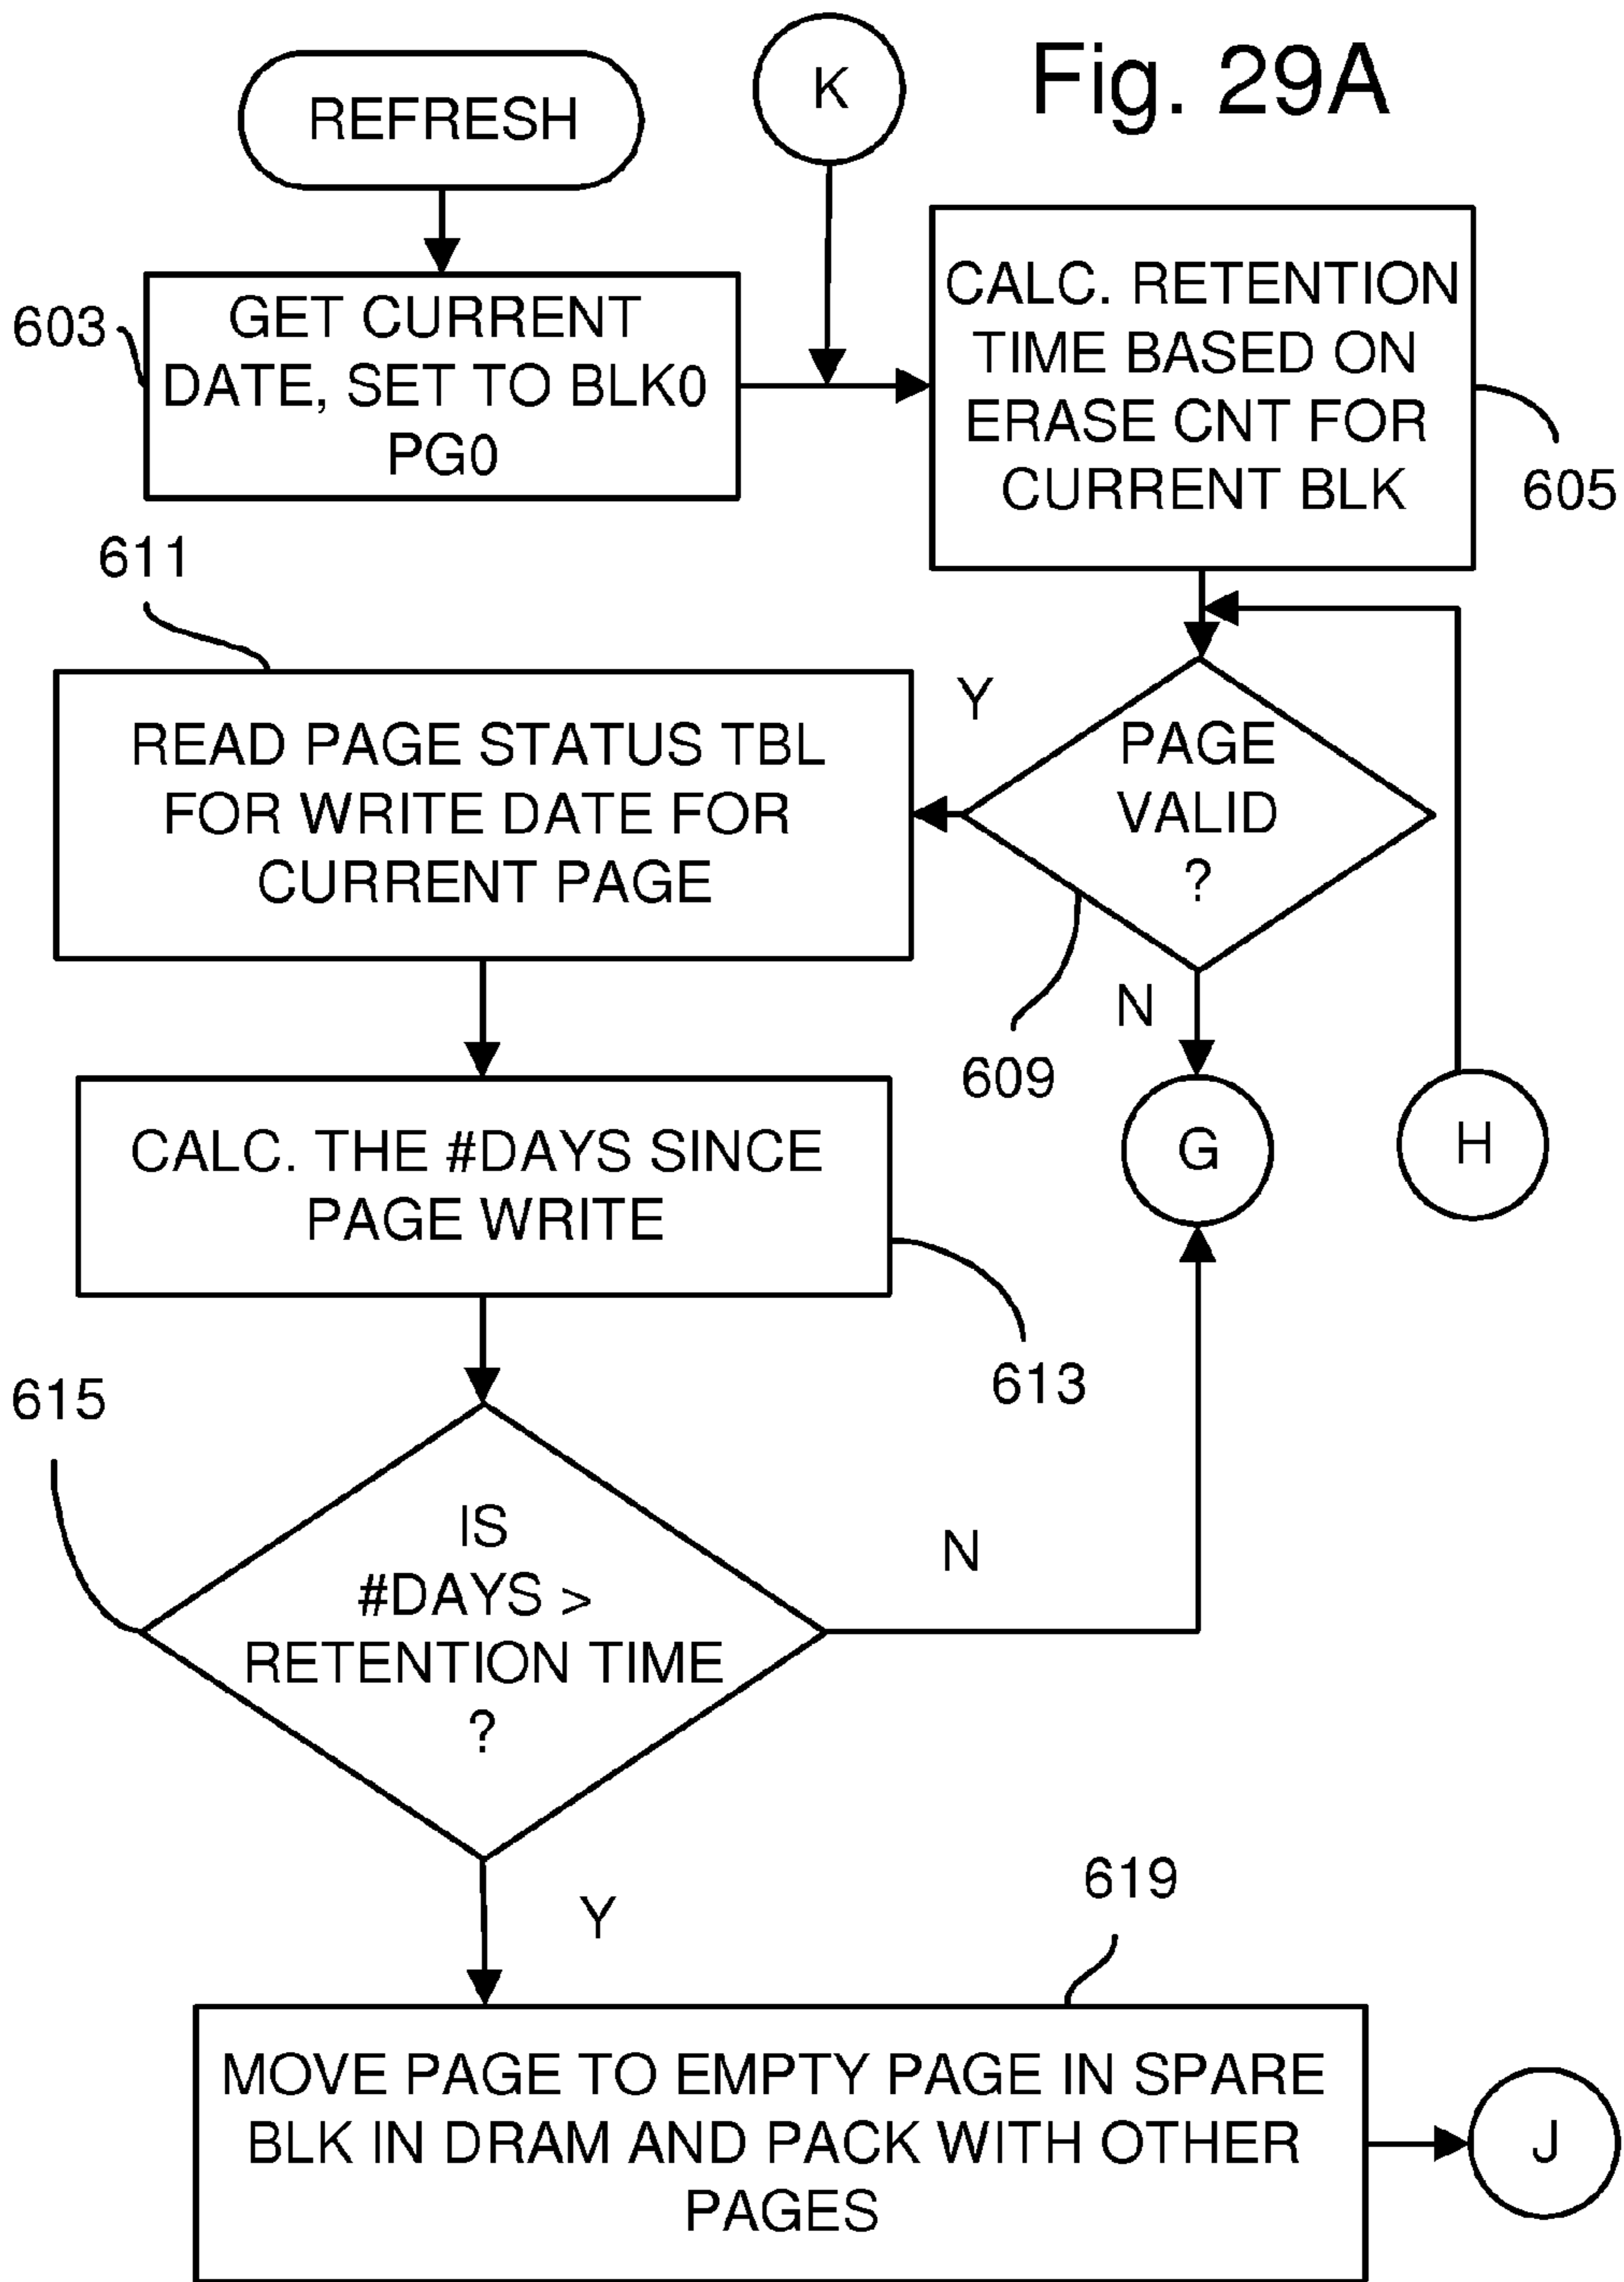 Fig. 29A
REFRESH
K
603
GET CURRENT
DATE, SET TO BLK0
PG0
CALC. RETENTION
TIME BASED ON
ERASE CNT FOR
CURRENT BLK
605
611
READ PAGE STATUS TBL
FOR WRITE DATE FOR
CURRENT PAGE
Y
PAGE
VALID
?
N
609
G
H
CALC. THE #DAYS SINCE
PAGE WRITE
613
615
IS
#DAYS >
RETENTION TIME
?
N
Y
619
MOVE PAGE TO EMPTY PAGE IN SPARE
BLK IN DRAM AND PACK WITH OTHER
PAGES
J